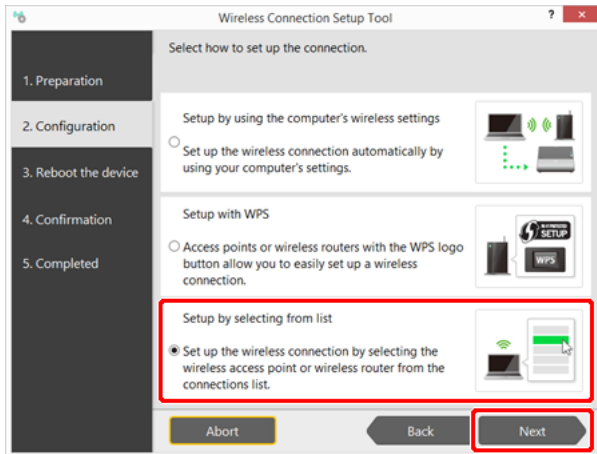 Wireless Connection Setup Tool
?
×
Select how to set up the connection.
1. Preparation
2. Configuration
3. Reboot the device
4. Confirmation
5. Completed
Setup by using the computer's wireless settings
Set up the wireless connection automatically by
using your computer's settings.
Setup with WPS
Access points or wireless routers with the WPS logo
button allow you to easily set up a wireless
connection.
SETUP
WPS
Setup by selecting from list
Set up the wireless connection by selecting the
wireless access point or wireless router from the
connections list.
Abort
Back
Next